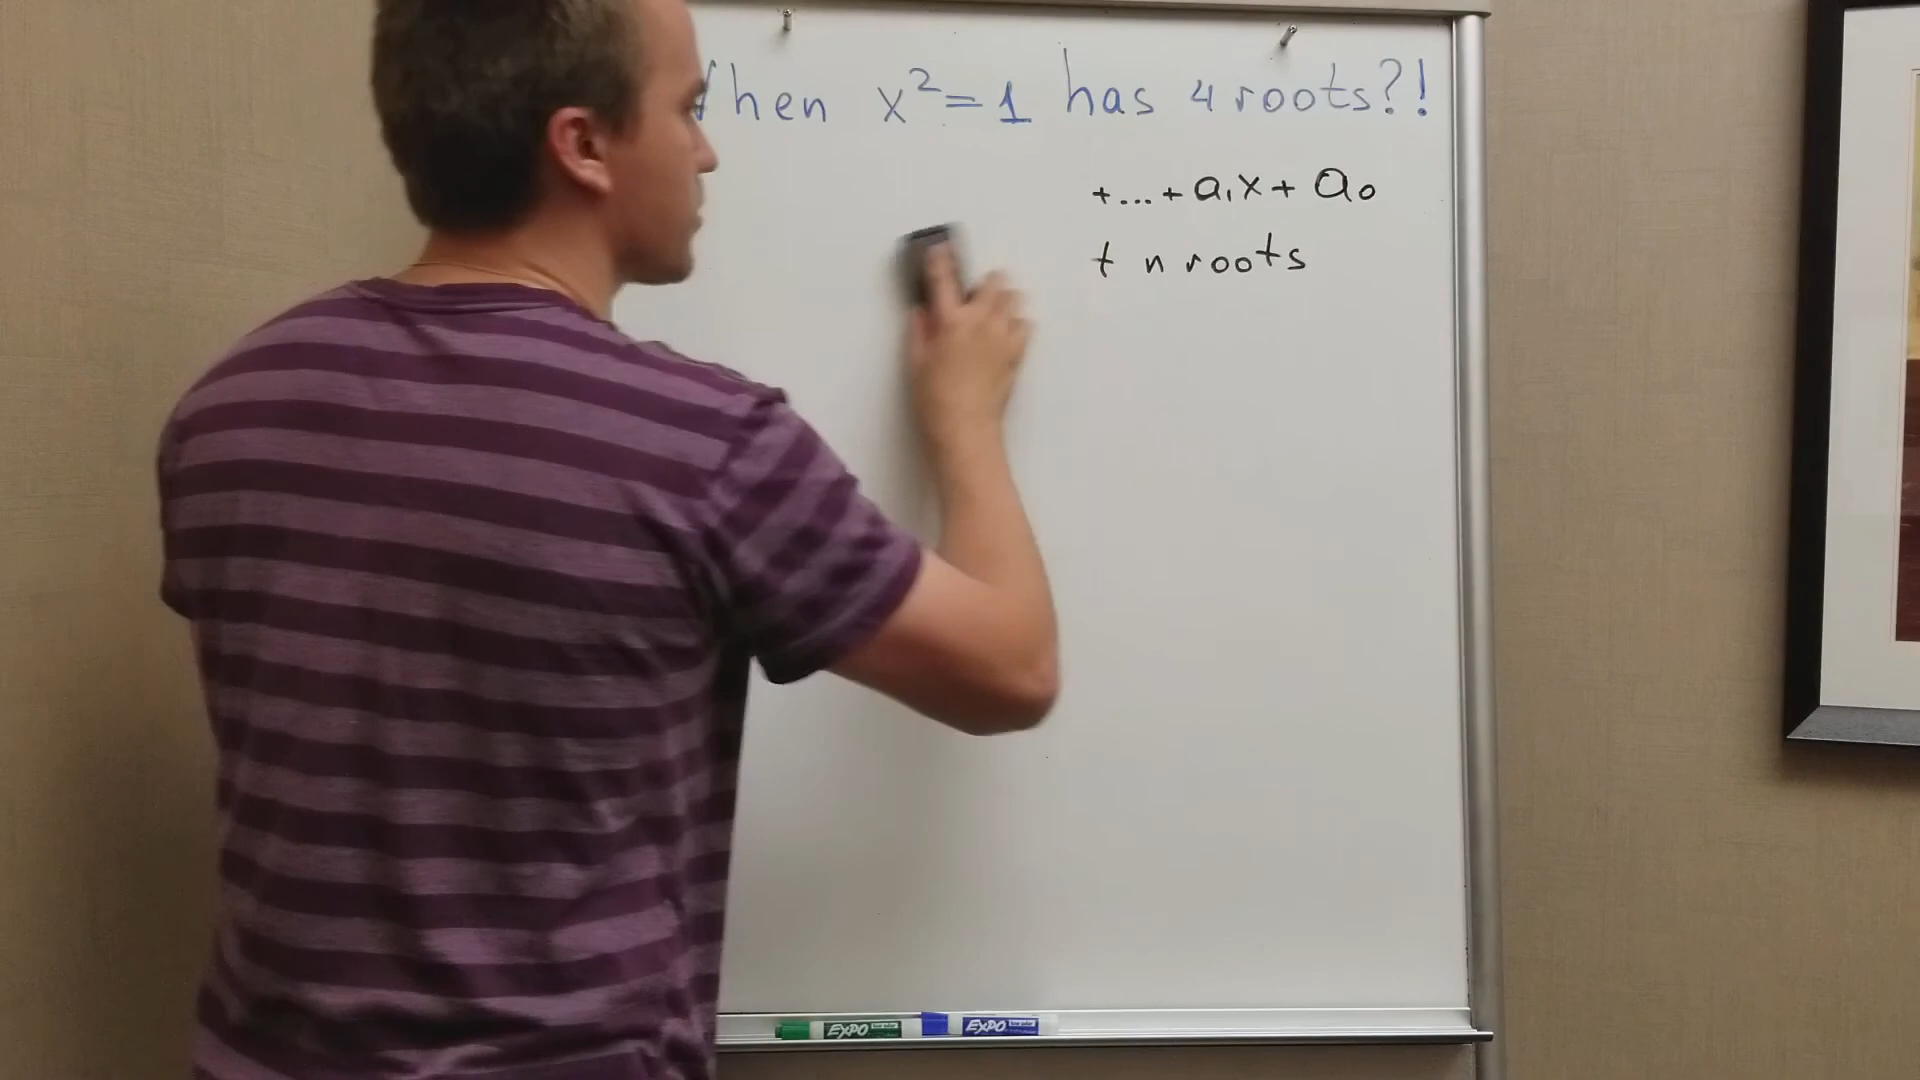 hen x²=1 has 4 roots?!
+...+a₁x+a₀
t n roots
EXPO EXPO